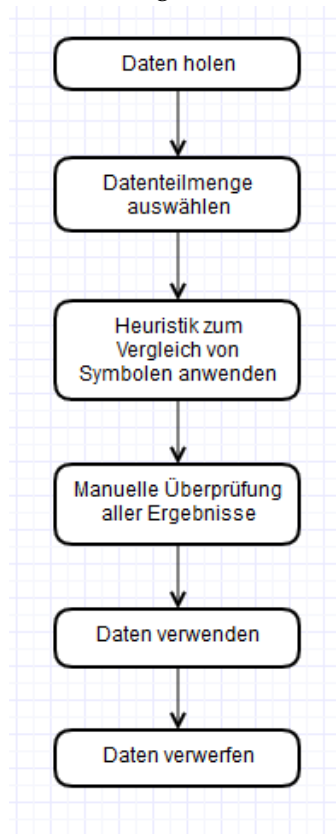 Daten holen
Datenteilmenge
auswählen
Heuristik zum
Vergleich von
Symbolen anwenden
Manuelle Überprüfung
aller Ergebnisse
Daten verwenden
Daten verwerfen